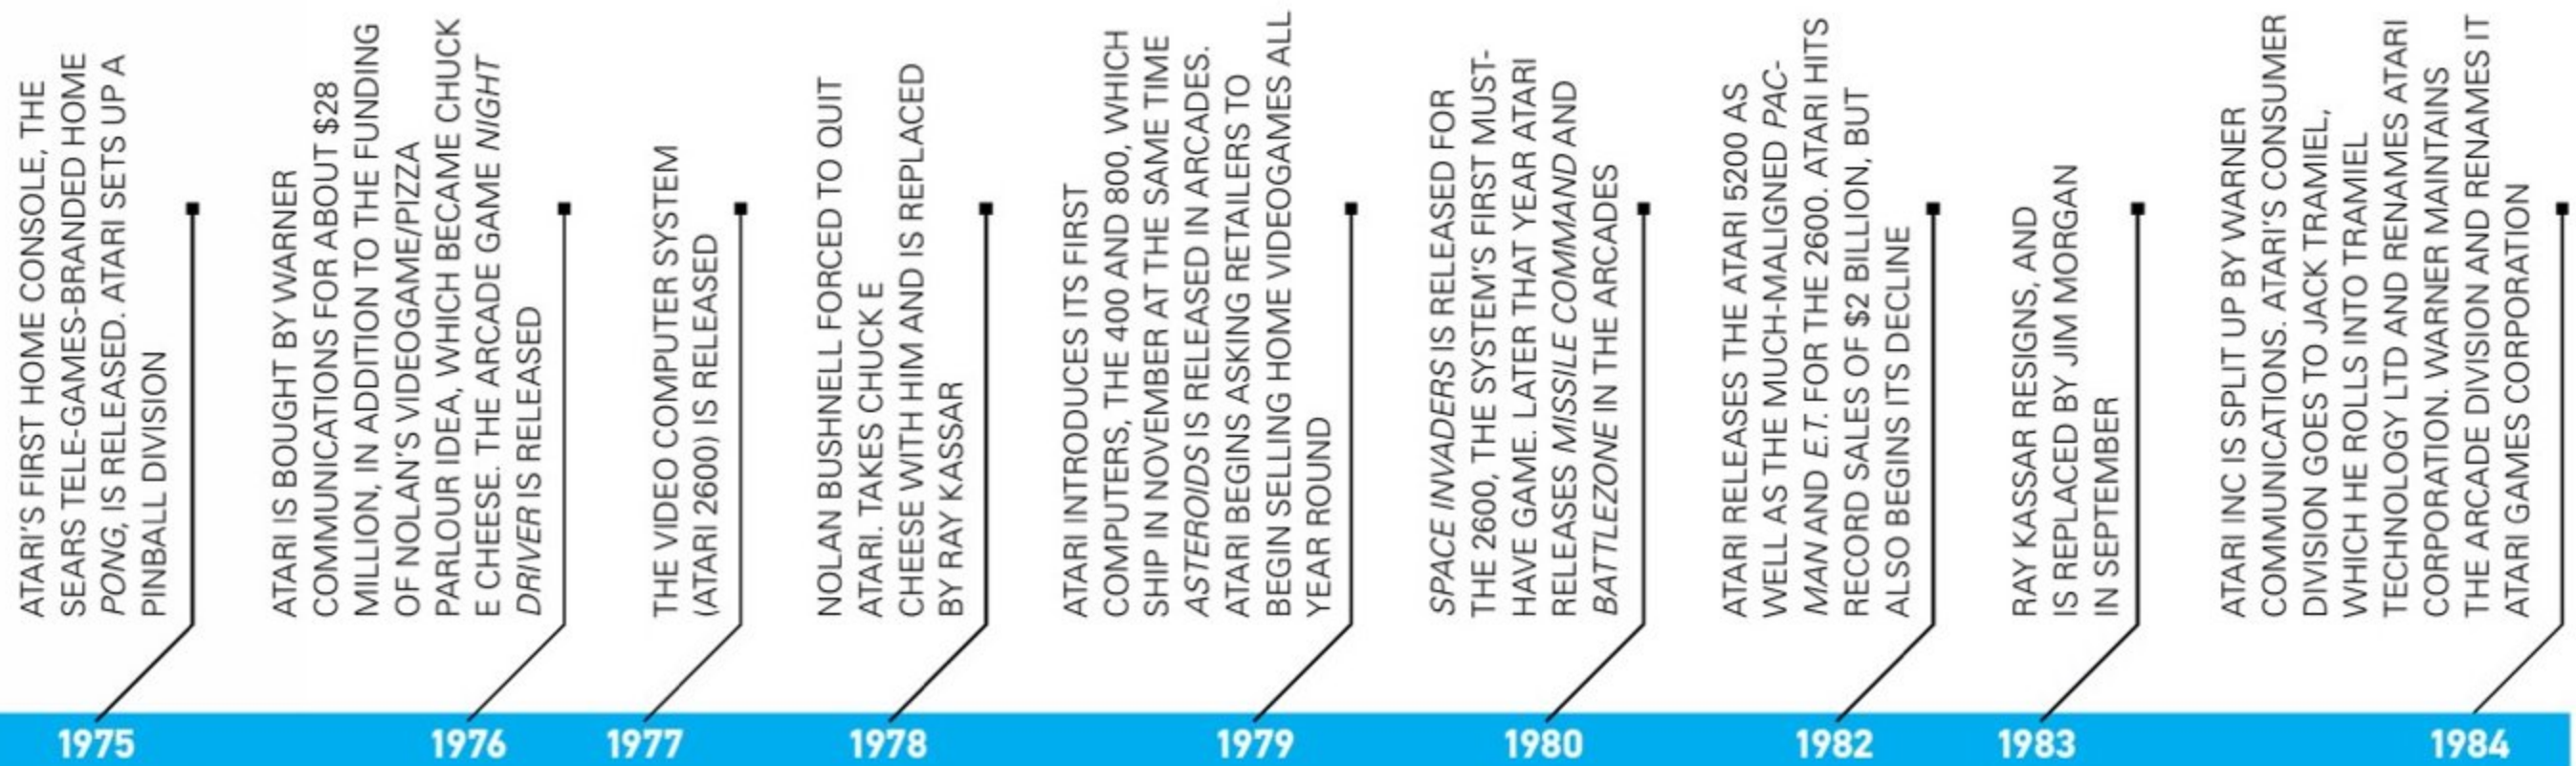 ATARI'S FIRST HOME CONSOLE, THE
SEARS TELE-GAMES-BRANDED HOME
PONG, IS RELEASED. ATARI SETS UP A
PINBALL DIVISION
1975
ATARI IS BOUGHT BY WARNER
COMMUNICATIONS FOR ABOUT $28
MILLION, IN ADDITION TO THE FUNDING
OF NOLAN'S VIDEOGAME/PIZZA
PARLOUR IDEA, WHICH BECAME CHUCK
E CHEESE. THE ARCADE GAME NIGHT
DRIVER IS RELEASED
1976
THE VIDEO COMPUTER SYSTEM
(ATARI 2600) IS RELEASED
1977
NOLAN BUSHNELL FORCED TO QUIT
ATARI. TAKES CHUCK E
CHEESE WITH HIM AND IS REPLACED
BY RAY KASSAR
1978
ATARI INTRODUCES ITS FIRST
COMPUTERS, THE 400 AND 800, WHICH
SHIP IN NOVEMBER AT THE SAME TIME
ASTEROIDS IS RELEASED IN ARCADES.
ATARI BEGINS ASKING RETAILERS TO
BEGIN SELLING HOME VIDEOGAMES ALL
YEAR ROUND
1979
SPACE INVADERS IS RELEASED FOR
THE 2600, THE SYSTEM'S FIRST MUST-
HAVE GAME. LATER THAT YEAR ATARI
RELEASES MISSILE COMMAND AND
BATTLEZONE IN THE ARCADES
1980
ATARI RELEASES THE ATARI 5200 AS
WELL AS THE MUCH-MALIGNED PAC-
MAN AND E.T. FOR THE 2600. ATARI HITS
RECORD SALES OF $2 BILLION, BUT
ALSO BEGINS ITS DECLINE
1982
RAY KASSAR RESIGNS, AND
IS REPLACED BY JIM MORGAN
IN SEPTEMBER
1983
ATARI INC IS SPLIT UP BY WARNER
COMMUNICATIONS. ATARI'S CONSUMER
DIVISION GOES TO JACK TRAMIEL,
WHICH HE ROLLS INTO TRAMIEL
TECHNOLOGY LTD AND RENAMES ATARI
CORPORATION. WARNER MAINTAINS
THE ARCADE DIVISION AND RENAMES IT
ATARI GAMES CORPORATION
1984